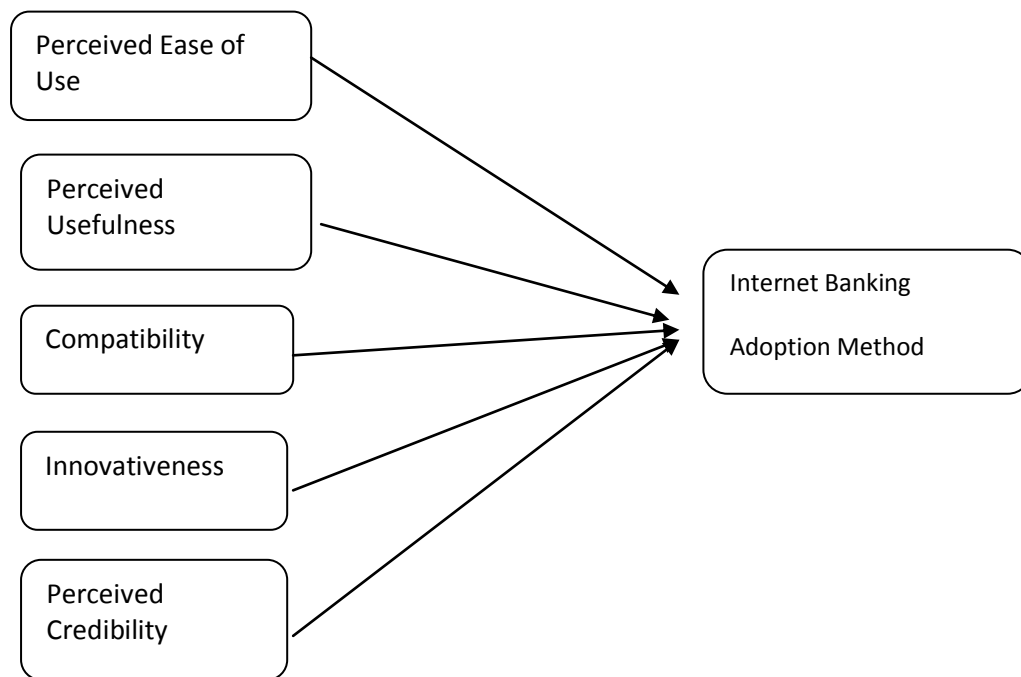 Perceived Ease of
Use
Perceived
Usefulness
Compatibility
Innovativeness
Perceived
Credibility
Internet Banking
Adoption Method